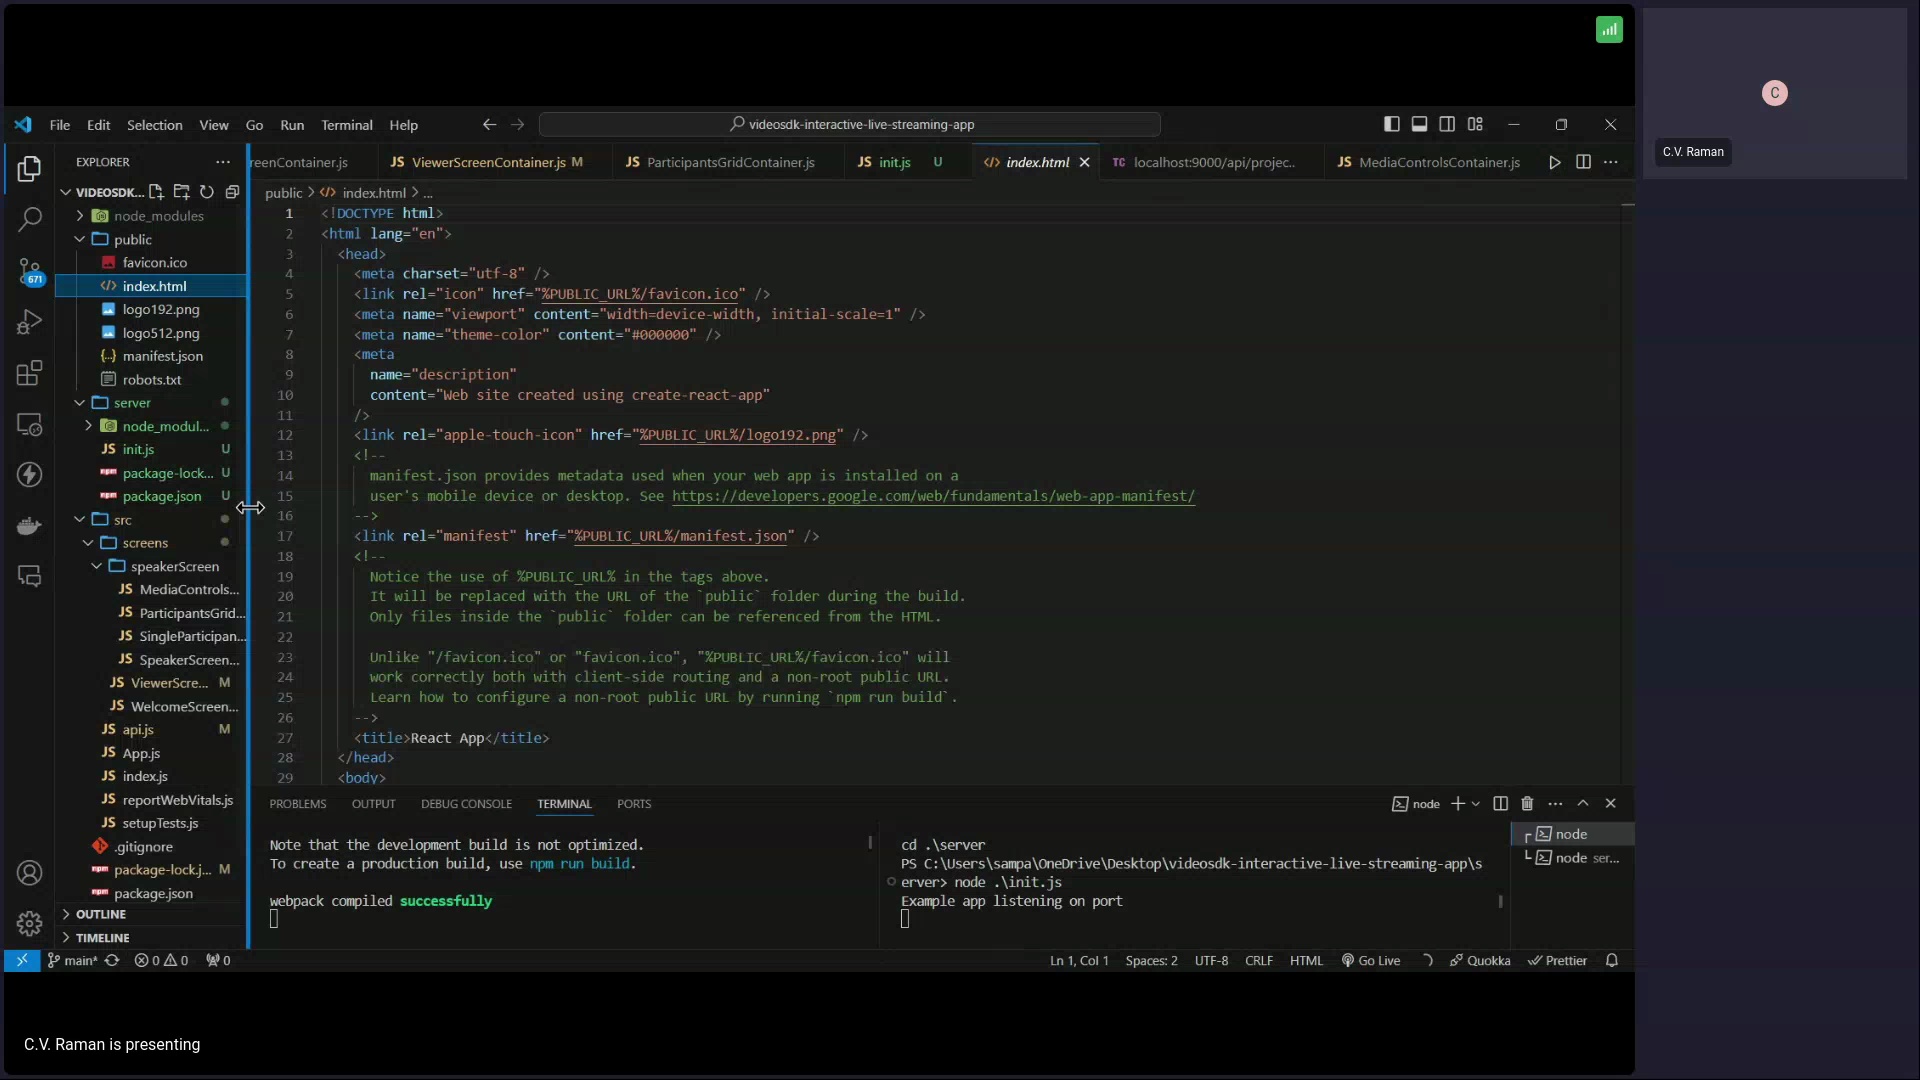 File Edit Selection View Go Run Terminal Help
videosdk-interactive-live-streaming-app
C
C.V. Raman
EXPLORER
VIDEOSDK...
node_modules
public
favicon.ico
index.html
logo192.png
logo512.png
manifest.json
robots.txt
server
node_modul...
init.js U
package-lock... U
package.json U
src
screens
speakerScreen
JS MediaControls...
JS ParticipantsGrid...
JS SingleParticipan...
JS SpeakerScreen...
JS ViewerScre... M
JS WelcomeScreen...
JS api.js M
JS App.js
JS index.js
JS reportWebVitals.js
JS setupTests.js
.gitignore
package-lock.j... M
package.json
OUTLINE
TIMELINE
671
reenContainer.js JS ViewerScreenContainer.js M JS ParticipantsGridContainer.js JS init.js U index.html TC localhost:9000/api/projec... JS MediaControlsContainer.js
public > index.html > ...
1 <!DOCTYPE html>
2 <html lang="en">
3 <head>
4 <meta charset="utf-8" />
5 <link rel="icon" href="%PUBLIC_URL%/favicon.ico" />
6 <meta name="viewport" content="width=device-width, initial-scale=1" />
7 <meta name="theme-color" content="#000000" />
8 <meta
9 name="description"
10 content="Web site created using create-react-app"
11 />
12 <link rel="apple-touch-icon" href="%PUBLIC_URL%/logo192.png" />
13 <!--
14 manifest.json provides metadata used when your web app is installed on a
15 user's mobile device or desktop. See https://developers.google.com/web/fundamentals/web-app-manifest/
16 -->
17 <link rel="manifest" href="%PUBLIC_URL%/manifest.json" />
18 <!--
19 Notice the use of %PUBLIC_URL% in the tags above.
20 It will be replaced with the URL of the `public` folder during the build.
21 Only files inside the `public` folder can be referenced from the HTML.
22
23 Unlike "/favicon.ico" or "favicon.ico", "%PUBLIC_URL%/favicon.ico" will
24 work correctly both with client-side routing and a non-root public URL.
25 Learn how to configure a non-root public URL by running `npm run build`.
26 -->
27 <title>React App</title>
28 </head>
29 <body>
PROBLEMS OUTPUT DEBUG CONSOLE TERMINAL PORTS
node
Note that the development build is not optimized.
To create a production build, use npm run build.
webpack compiled successfully
cd .\server
PS C:\Users\sampa\OneDrive\Desktop\videosdk-interactive-live-streaming-app\s
erver> node .\init.js
Example app listening on port
node
node ser...
main* 0 0 0 Ln 1, Col 1 Spaces: 2 UTF-8 CRLF HTML Go Live Quokka Prettier
C.V. Raman is presenting